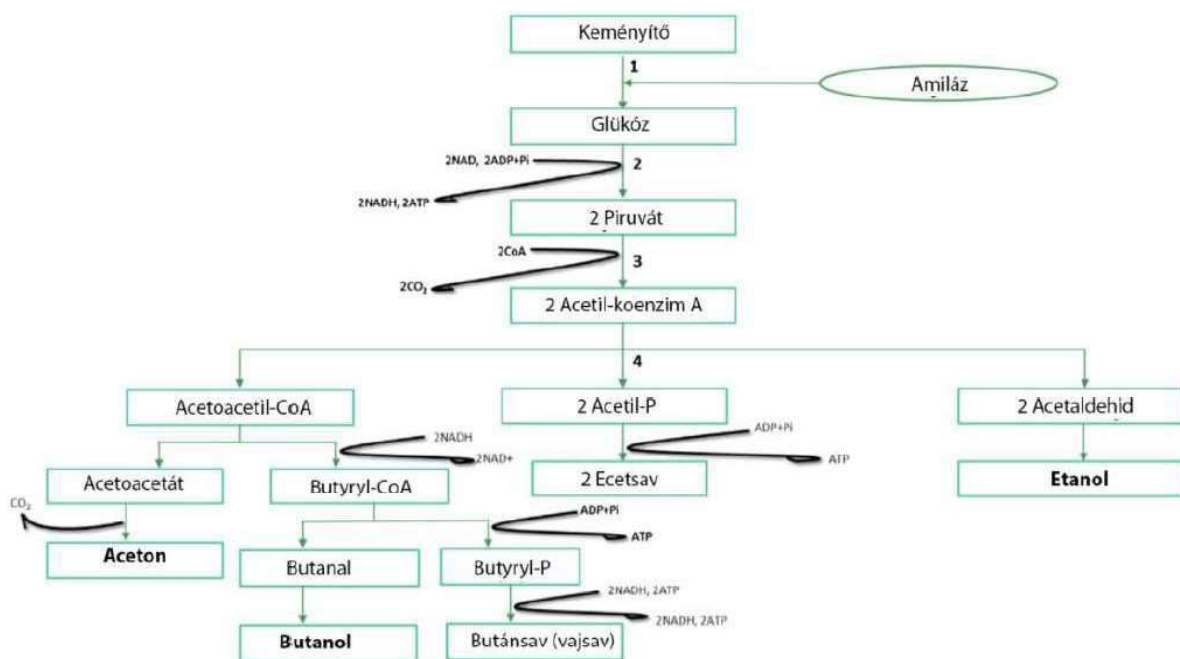 Keményítő
1
Amiláz
Glükóz
2NAD, 2ADP+Pi
2
2NADH, 2ATP
2 Piruvát
2CoA
3
2CO₂
2 Acetil-koenzim A
4
Acetoacetil-CoA
2 Acetil-P
2 Acetaldehid
2NADH
2NAD+
ADP+Pi
ATP
Acetoacetát
Butyryl-CoA
2 Ecetsav
Etanol
CO₂
ADP+Pi
ATP
Aceton
Butanal
Butyryl-P
2NADH, 2ATP
2NADH, 2ATP
Butanol
Butánsav (vajsav)